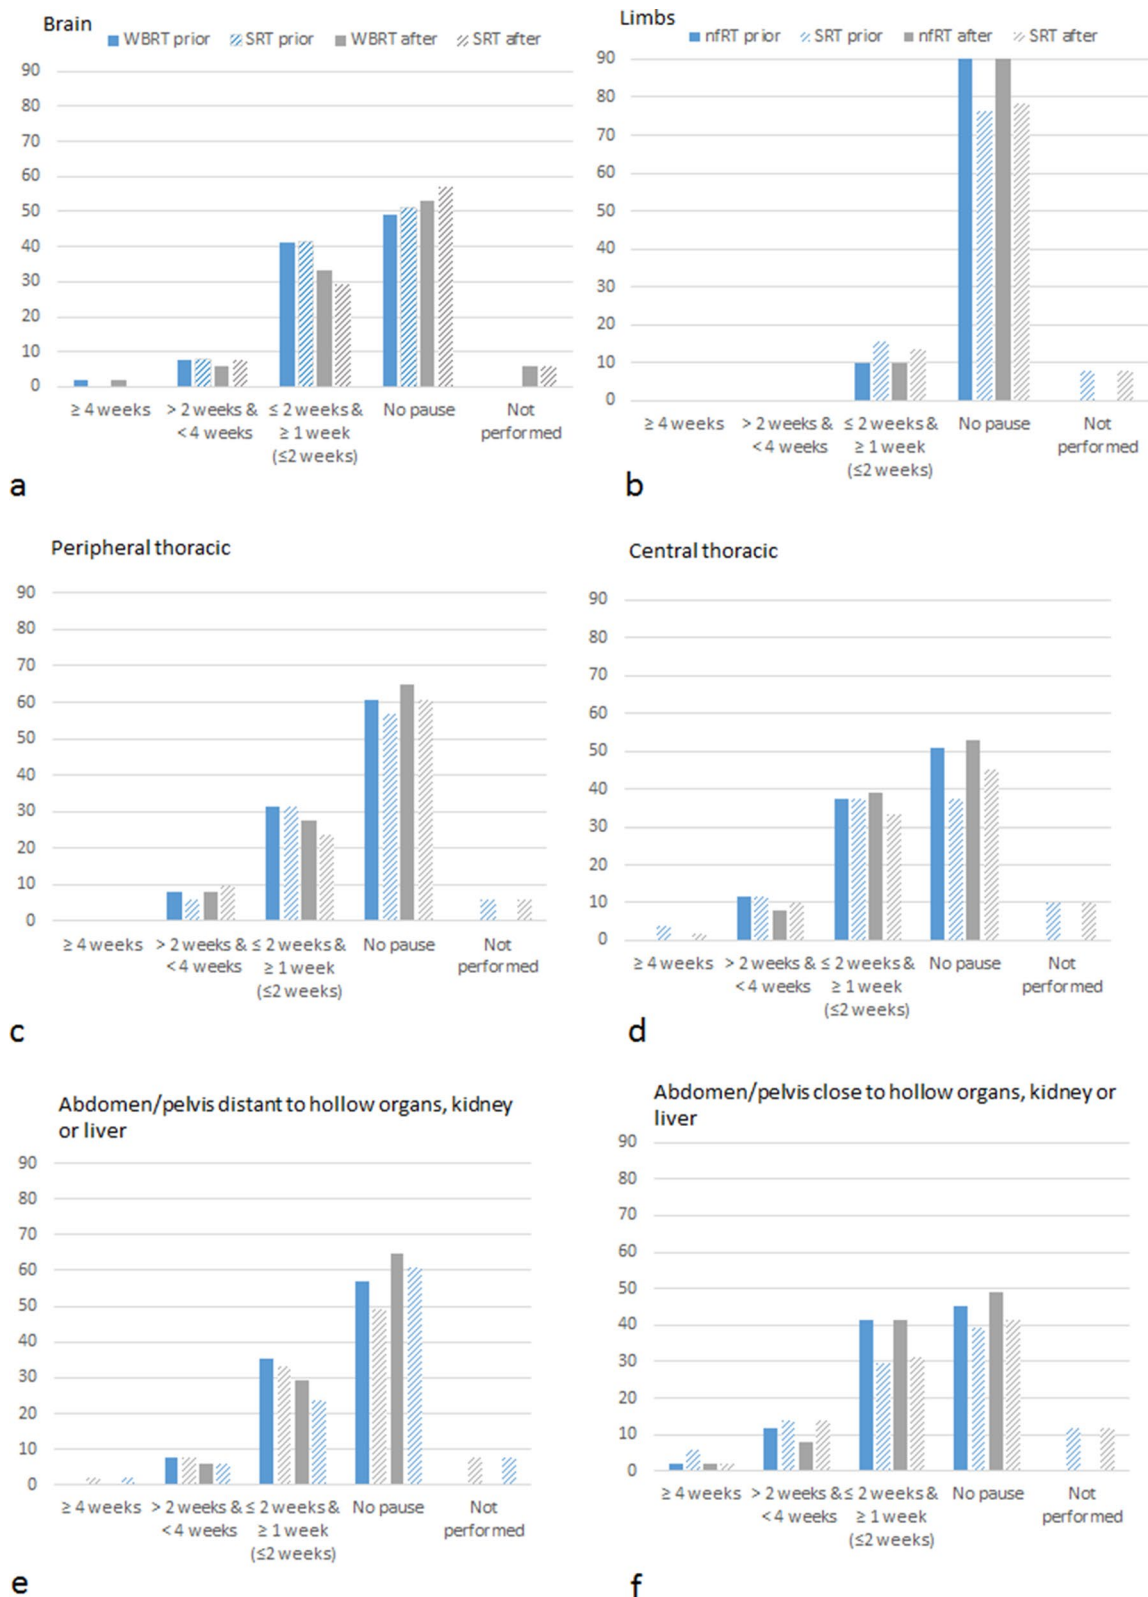 Brain
WBRT prior SRT prior WBRT after SRT after
90
80
70
60
50
40
30
20
10
0
≥ 4 weeks > 2 weeks & ≤ 2 weeks & No pause Not
< 4 weeks ≥ 1 week performed
(≤2 weeks)
a
Limbs
nfRT prior SRT prior nfRT after SRT after
90
80
70
60
50
40
30
20
10
0
≥ 4 weeks > 2 weeks & ≤ 2 weeks & No pause Not
< 4 weeks ≥ 1 week performed
(≤2 weeks)
b
Peripheral thoracic
90
80
70
60
50
40
30
20
10
0
≥ 4 weeks > 2 weeks & ≤ 2 weeks & No pause Not
< 4 weeks ≥ 1 week performed
(≤2 weeks)
c
Central thoracic
90
80
70
60
50
40
30
20
10
0
≥ 4 weeks > 2 weeks & ≤ 2 weeks & No pause Not
< 4 weeks ≥ 1 week performed
(≤2 weeks)
d
Abdomen/pelvis distant to hollow organs, kidney
or liver
90
80
70
60
50
40
30
20
10
0
≥ 4 weeks > 2 weeks & ≤ 2 weeks & No pause Not
< 4 weeks ≥ 1 week performed
(≤2 weeks)
e
Abdomen/pelvis close to hollow organs, kidney or
liver
90
80
70
60
50
40
30
20
10
0
≥ 4 weeks > 2 weeks & ≤ 2 weeks & No pause Not
< 4 weeks ≥ 1 week performed
(≤2 weeks)
f